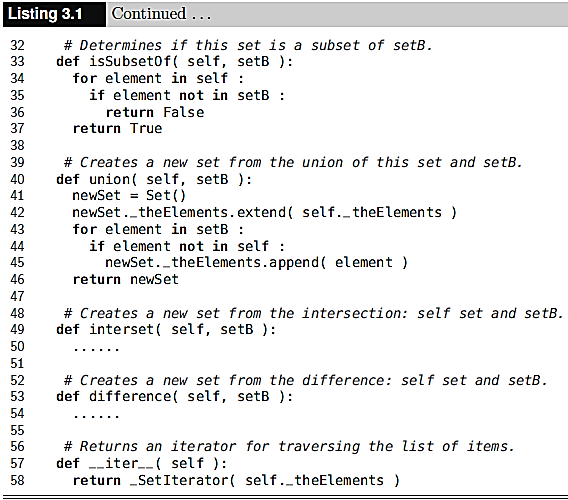 Listing 3.1 Continued ...
32 # Determines if this set is a subset of setB.
33 def isSubsetOf( self, setB ):
34 for element in self :
35 if element not in setB :
36 return False
37 return True
38
39 # Creates a new set from the union of this set and setB.
40 def union( self, setB ):
41 newSet = Set()
42 newSet._theElements.extend( self._theElements )
43 for element in setB :
44 if element not in self :
45 newSet._theElements.append( element )
46 return newSet
47
48 # Creates a new set from the intersection: self set and setB.
49 def interset( self, setB ):
50 ......
51
52 # Creates a new set from the difference: self set and setB.
53 def difference( self, setB ):
54 ......
55
56 # Returns an iterator for traversing the list of items.
57 def __iter__( self ):
58 return _SetIterator( self._theElements )